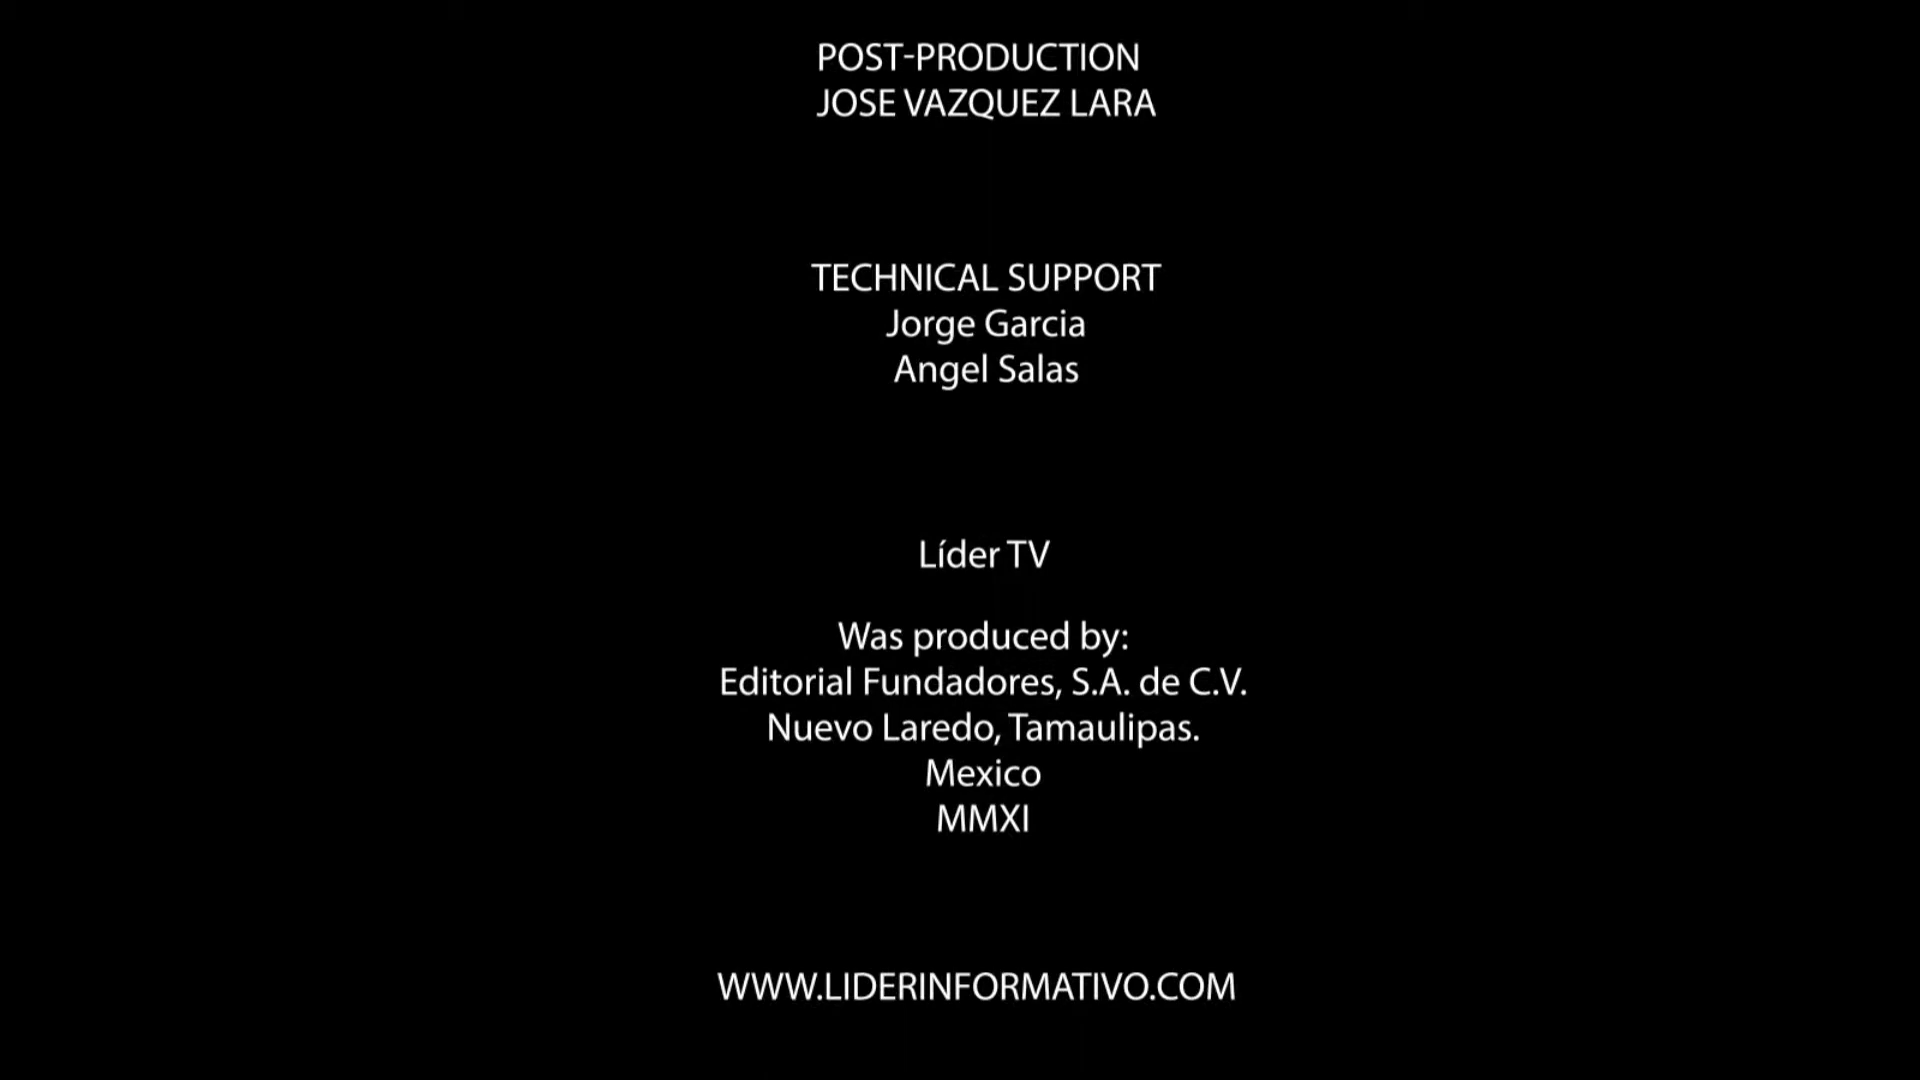 POST-PRODUCTION
JOSE VAZQUEZ LARA
TECHNICAL SUPPORT
Jorge Garcia
Angel Salas
Líder TV
Was produced by:
Editorial Fundadores, S.A. de C.V.
Nuevo Laredo, Tamaulipas.
Mexico
MMXI
WWW.LIDERINFORMATIVO.COM